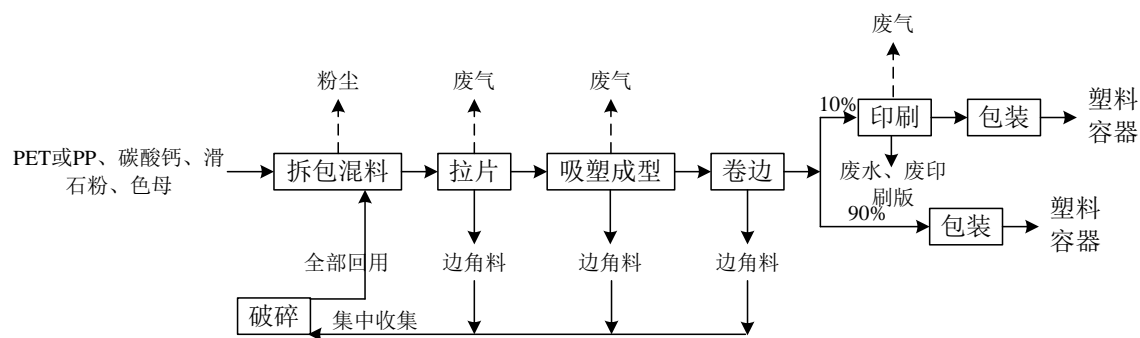 废气
粉尘
废气
废气
10%
印刷
包装
塑料
容器
PET或PP、碳酸钙、滑
石粉、色母
拆包混料
拉片
吸塑成型
卷边
废水、废印
刷版
90%
包装
塑料
容器
全部回用
边角料
边角料
边角料
破碎
集中收集